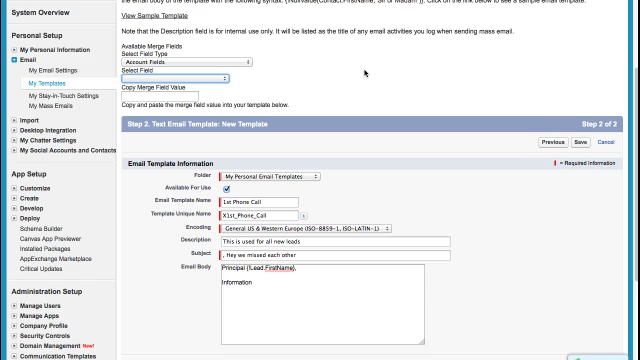 the body of the template with the following syntax: {!NullValue(Contact.FirstName, "Sir or Madam")}. Click on the link below to see a sample email template.
System Overview
View Sample Template
Note that the Description field is for internal use only. It will be listed as the title of any email activities you log when sending mass email.
Personal Setup
My Personal Information
Email
My Email Settings
My Templates
My Stay-in-Touch Settings
My Mass Emails
Import
Desktop Integration
My Chatter Settings
My Social Accounts and Contacts
App Setup
Customize
Create
Develop
Deploy
Schema Builder
Canvas App Previewer
Installed Packages
AppExchange Marketplace
Critical Updates
Administration Setup
Manage Users
Manage Apps
Company Profile
Security Controls
Domain Management New!
Communication Templates
Available Merge Fields
Select Field Type
Account Fields
Select Field
Copy Merge Field Value
Copy and paste the merge field value into your template below.
Step 2. Text Email Template: New Template Step 2 of 2
Previous Save Cancel
Email Template Information = Required Information
Folder My Personal Email Templates
Available For Use
Email Template Name 1st Phone Call
Template Unique Name X1st_Phone_Call i
Encoding General US & Western Europe (ISO-8859-1, ISO-LATIN-1)
Description This is used for all new leads
Subject , Hey we missed each other
Email Body Principal {!Lead.FirstName},
Information